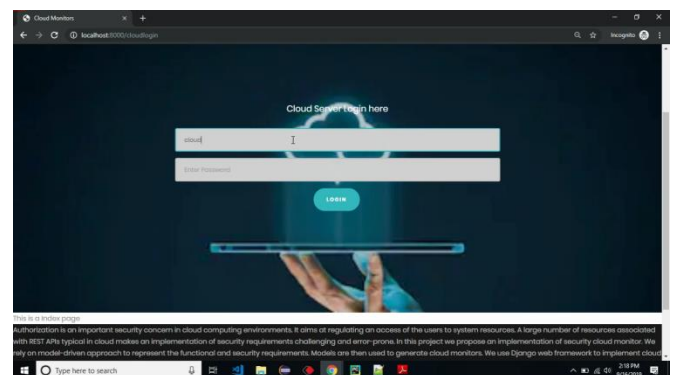 Cloud Monitors
localhost:8000/cloudlogin
Incognito
Cloud Server Login here
cloud
Enter Password
LOGIN
This is a Index page
Authorization is an important security concern in cloud computing environments. It aims at regulating an access of the users to system resources. A large number of resources associated
with REST APIs typical in cloud makes an implementation of security requirements challenging and error-prone. In this project we propose an implementation of security cloud monitor. We
rely on model-driven approach to represent the functional and security requirements. Models are then used to generate cloud monitors. We use Django web framework to implement cloud
Type here to search
2:18 PM